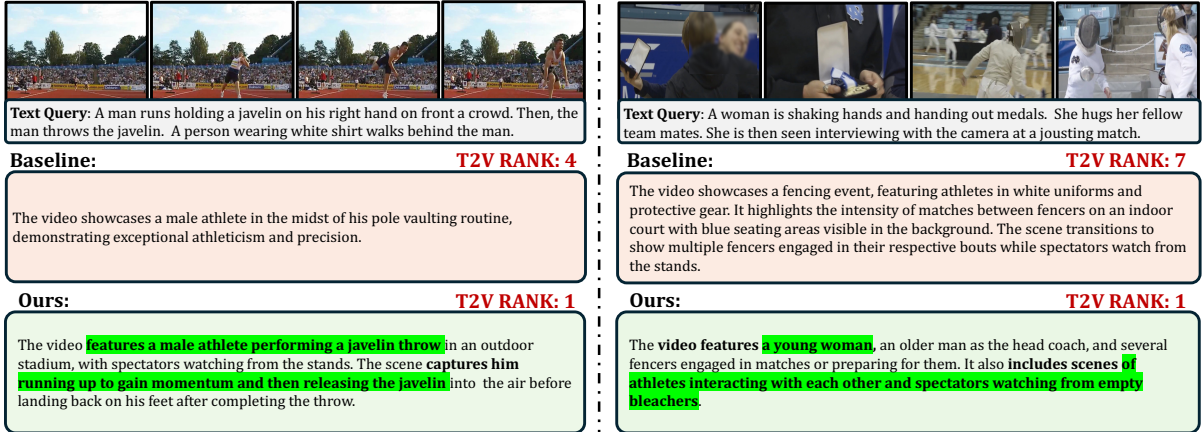 Text Query: A man runs holding a javelin on his right hand on front a crowd. Then, the
man throws the javelin. A person wearing white shirt walks behind the man.
Baseline:
T2V RANK: 4
The video showcases a male athlete in the midst of his pole vaulting routine,
demonstrating exceptional athleticism and precision.
Ours:
T2V RANK: 1
The video features a male athlete performing a javelin throw in an outdoor
stadium, with spectators watching from the stands. The scene captures him
running up to gain momentum and then releasing the javelin into the air before
landing back on his feet after completing the throw.
Text Query: A woman is shaking hands and handing out medals. She hugs her fellow
team mates. She is then seen interviewing with the camera at a jousting match.
Baseline:
T2V RANK: 7
The video showcases a fencing event, featuring athletes in white uniforms and
protective gear. It highlights the intensity of matches between fencers on an indoor
court with blue seating areas visible in the background. The scene transitions to
show multiple fencers engaged in their respective bouts while spectators watch from
the stands.
Ours:
T2V RANK: 1
The video features a young woman, an older man as the head coach, and several
fencers engaged in matches or preparing for them. It also includes scenes of
athletes interacting with each other and spectators watching from empty
bleachers.